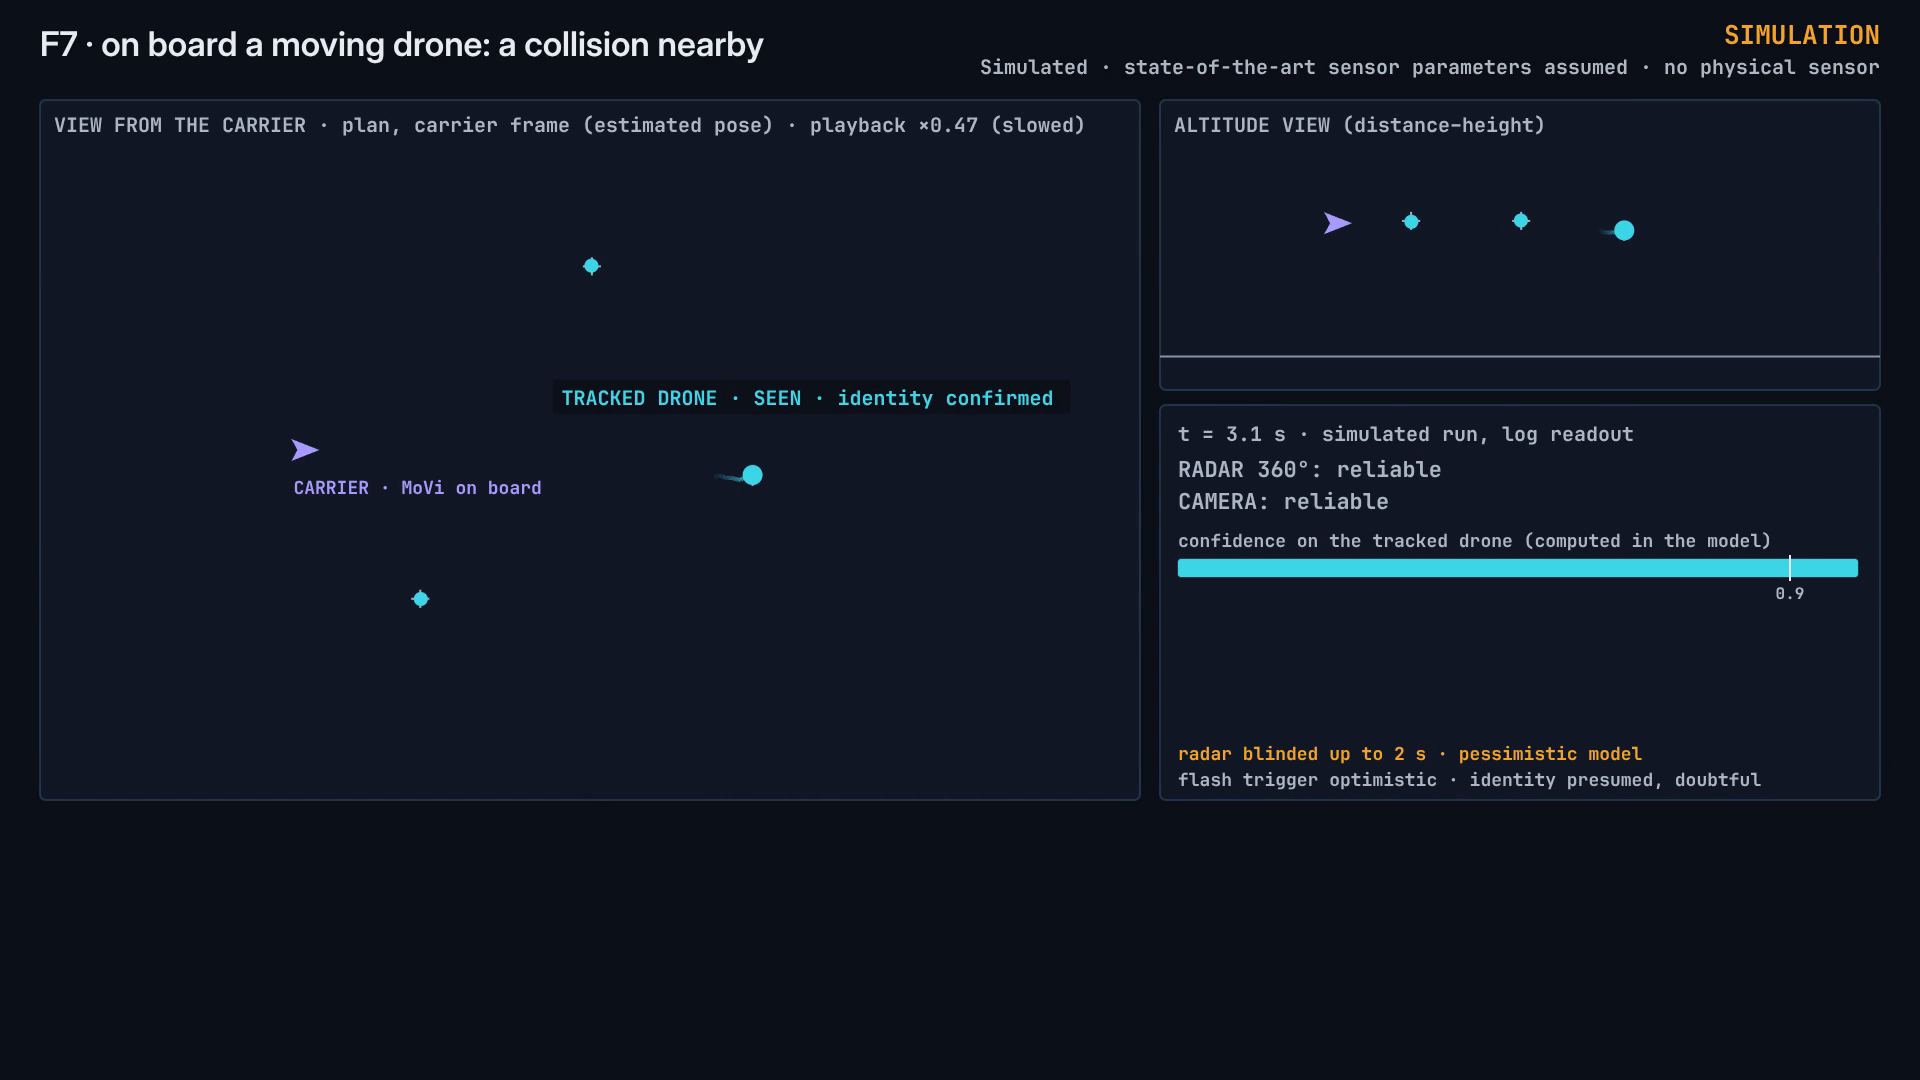 F7 · on board a moving drone: a collision nearby
SIMULATION
Simulated · state-of-the-art sensor parameters assumed · no physical sensor
VIEW FROM THE CARRIER · plan, carrier frame (estimated pose) · playback ×0.47 (slowed)
TRACKED DRONE · SEEN · identity confirmed
CARRIER · MoVi on board
ALTITUDE VIEW (distance–height)
t = 3.1 s · simulated run, log readout
RADAR 360°: reliable
CAMERA: reliable
confidence on the tracked drone (computed in the model)
0.9
radar blinded up to 2 s · pessimistic model
flash trigger optimistic · identity presumed, doubtful